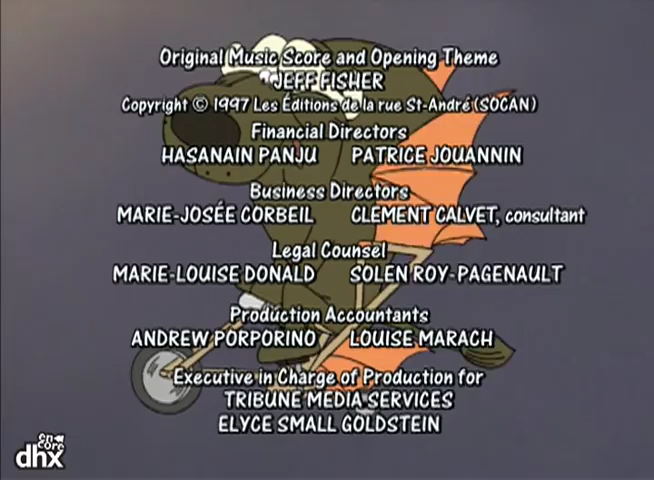 Original Music Score and Opening Theme
JEFF FISHER
Copyright © 1997 Les Éditions de la rue St-André (SOCAN)
Financial Directors
HASANAIN PANJU PATRICE JOUANNIN
Business Directors
MARIE-JOSÉE CORBEIL CLEMENT CALVET, consultant
Legal Counsel
MARIE-LOUISE DONALD SOLEN ROY-PAGENAULT
Production Accountants
ANDREW PORPORINO LOUISE MARACH
Executive in Charge of Production for
TRIBUNE MEDIA SERVICES
ELYCE SMALL GOLDSTEIN
encore
dhx